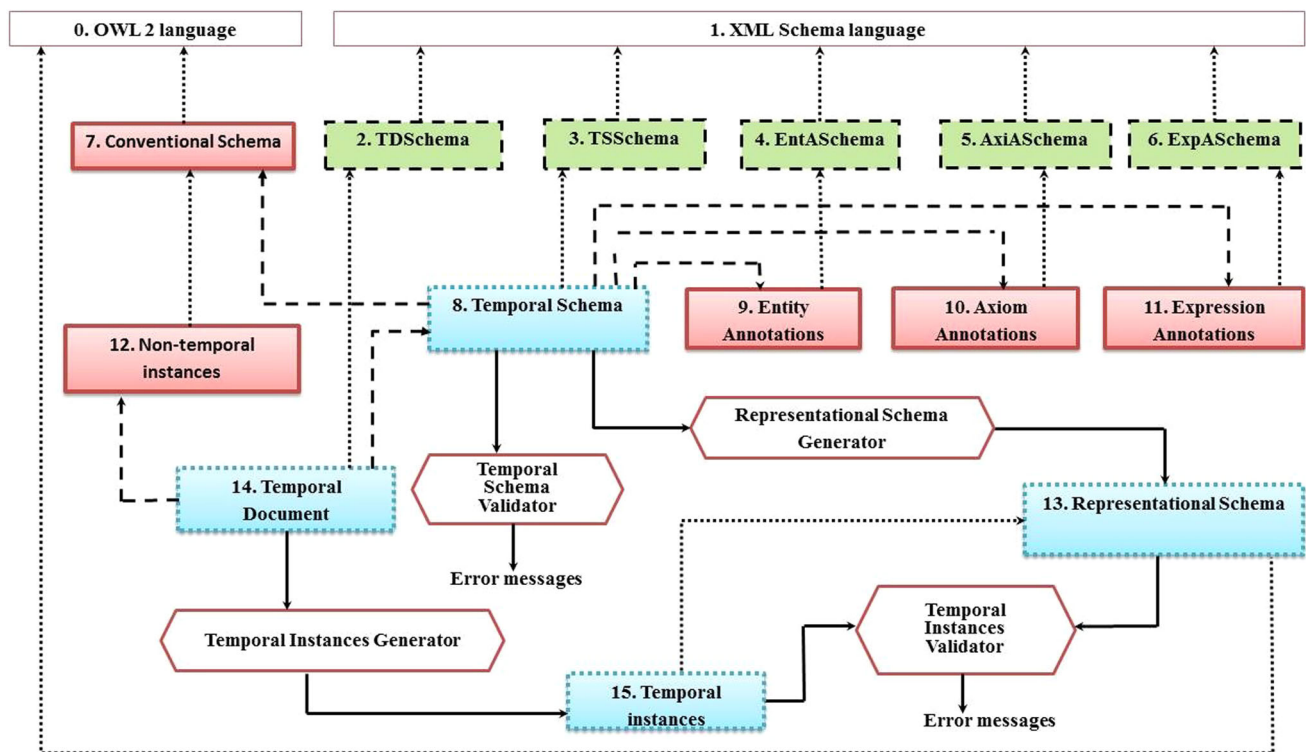 0. OWL 2 language
1. XML Schema language
7. Conventional Schema
2. TDSchema
3. TSSchema
4. EntASchema
5. AxiASchema
6. ExpASchema
8. Temporal Schema
9. Entity
Annotations
10. Axiom
Annotations
11. Expression
Annotations
12. Non-temporal
instances
Representational Schema
Generator
14. Temporal
Document
Temporal
Schema
Validator
13. Representational Schema
Error messages
Temporal Instances Generator
Temporal
Instances
Validator
15. Temporal
instances
Error messages